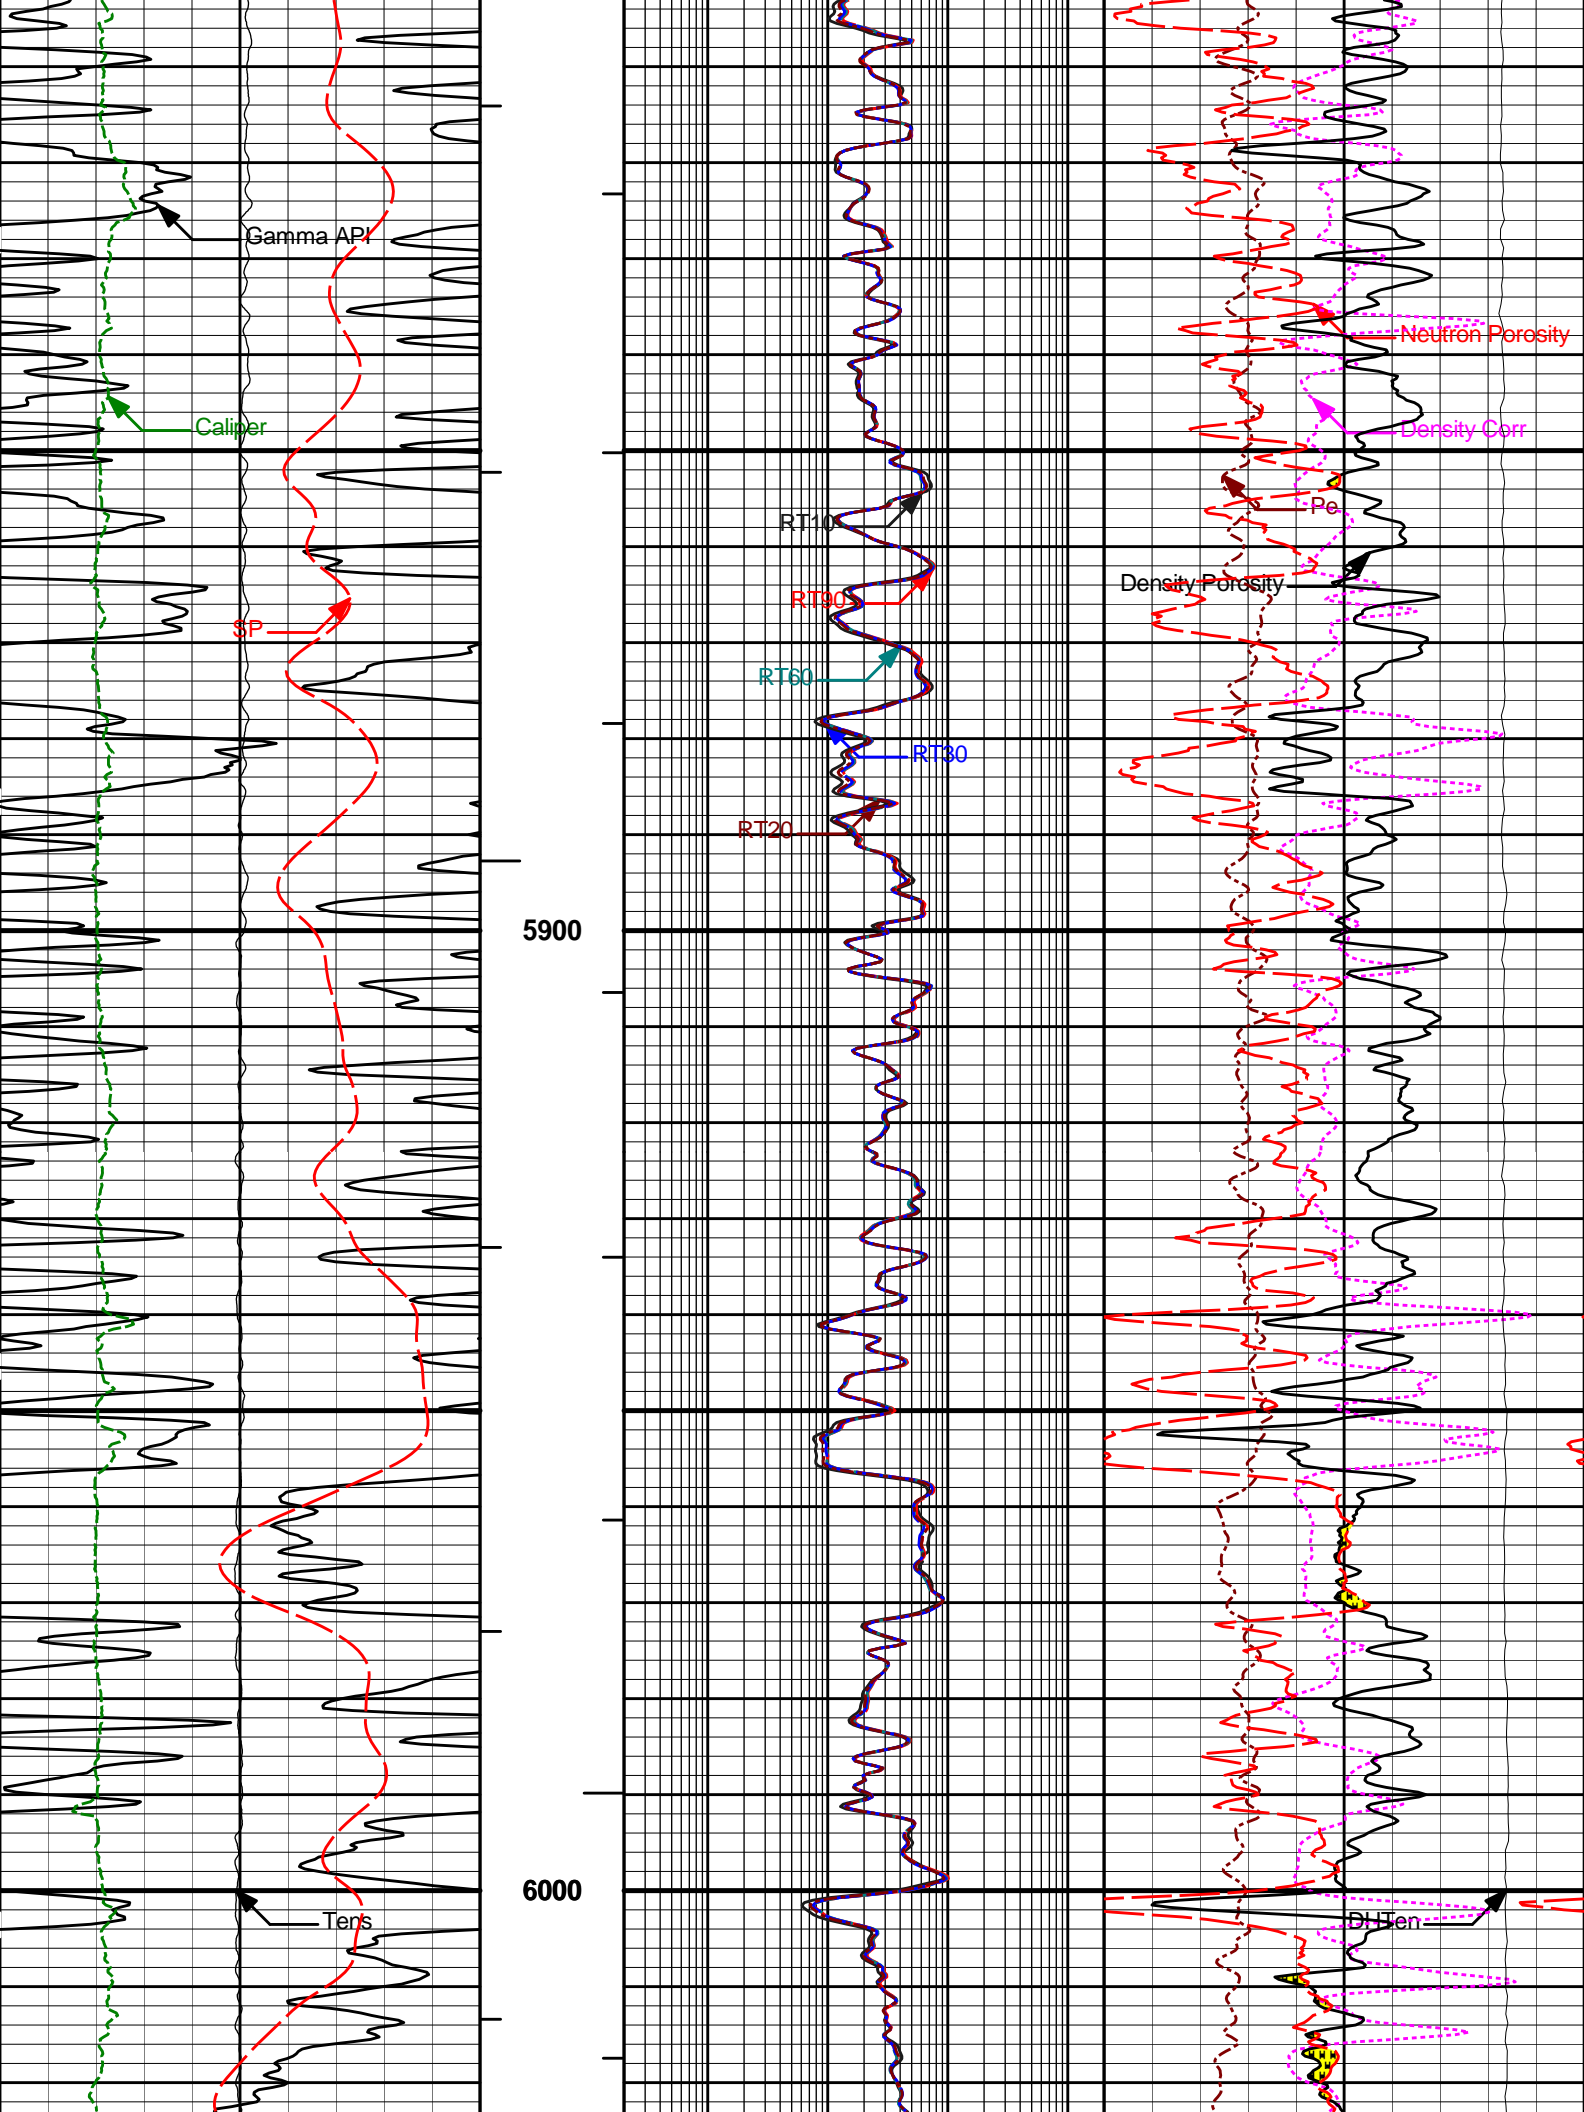 Gamma API
Neutron Porosity
Caliper
Density Corr
Pe
RT10
Density Porosity
RT90
SP
RT60
RT30
RT20
5900
6000
Tens
DHTen